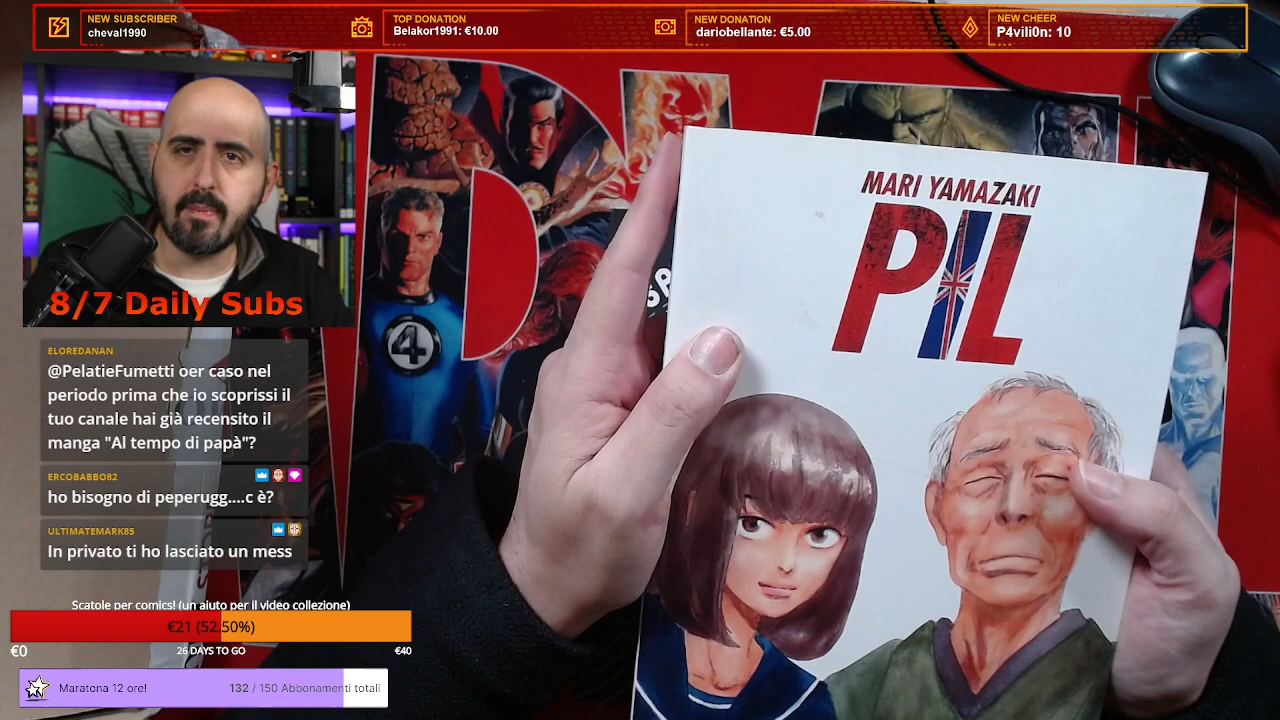 NEW SUBSCRIBER
cheval1990
TOP DONATION
Belakor1991: €10.00
NEW DONATION
dariobellante: €5.00
NEW CHEER
P4vili0n: 10
8/7 Daily Subs
ELOREDANAN
@PelatieFumetti oer caso nel
periodo prima che io scoprissi il
tuo canale hai già recensito il
manga "Al tempo di papà"?
ERCOBABBO82
ho bisogno di peperugg....c è?
ULTIMATEMARK85
In privato ti ho lasciato un mess
Scatole per comics! (un aiuto per il video collezione)
€21 (52.50%)
€0
26 DAYS TO GO
€40
Maratona 12 ore!
132 / 150 Abbonamenti totali
MARI YAMAZAKI
PIL
4